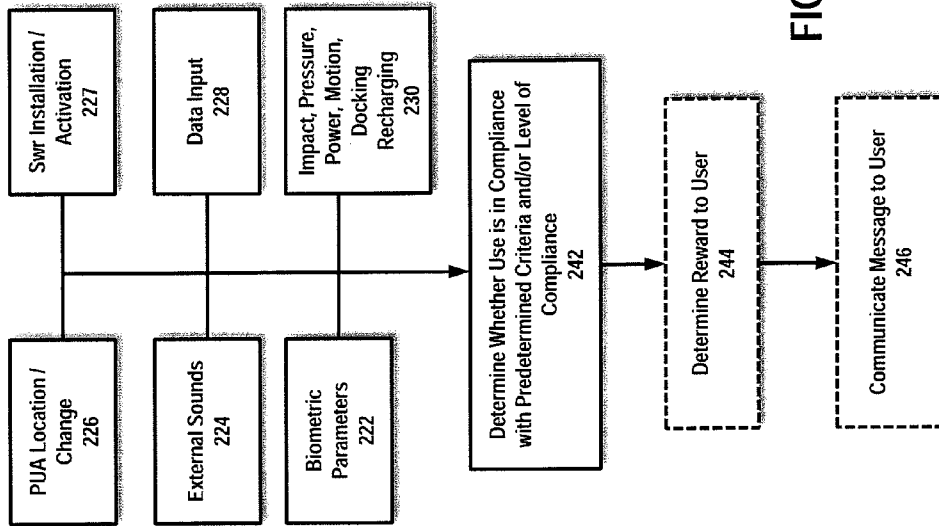 PUA Location /
Change
226
Swr Installation /
Activation
227
External Sounds
224
Data Input
228
Biometric
Parameters
222
Impact, Pressure,
Power, Motion,
Docking
Recharging
230
Determine Whether Use is in Compliance
with Predetermined Criteria and/or Level of
Compliance
242
Determine Reward to User
244
Communicate Message to User
246
FIG